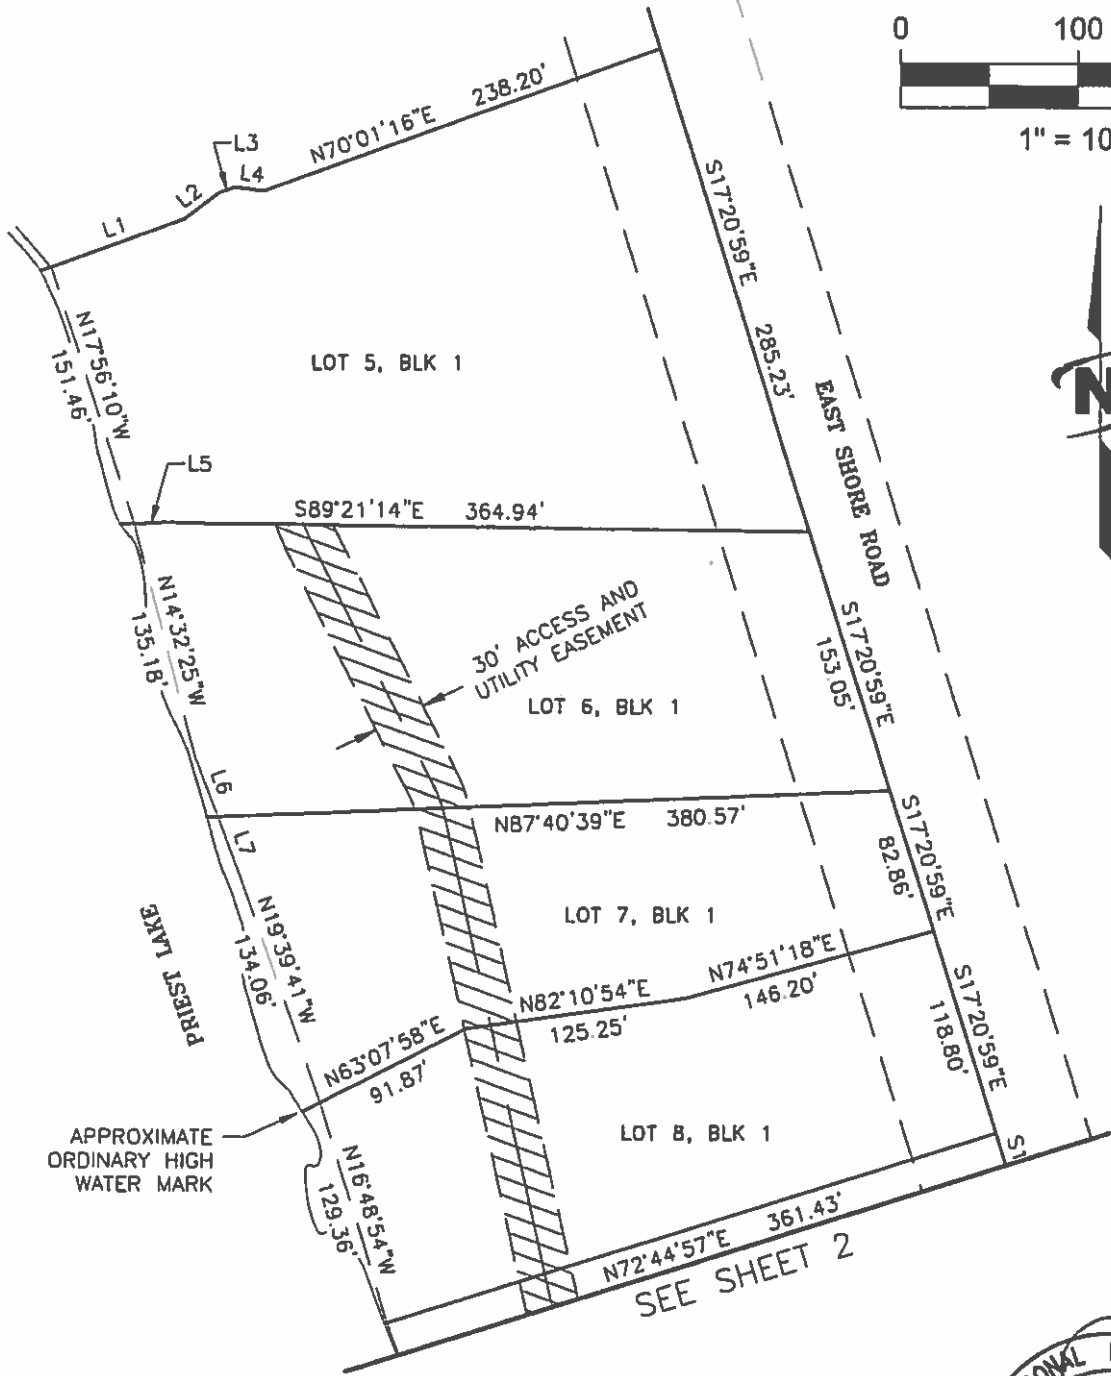 0 100
1" = 10
N70°01'16"E 238.20'
L3
L4
L2
L1
S17°20'59"E 285.23'
N17°56'10"W
151.46'
LOT 5, BLK 1
EAST SHORE ROAD
L5
S89°21'14"E 364.94'
N14°32'25"W
135.18'
30' ACCESS AND
UTILITY EASEMENT
LOT 6, BLK 1
S17°20'59"E
153.05'
L6
L7
N87°40'39"E 380.57'
S17°20'59"E
82.86'
LOT 7, BLK 1
PRIEST LAKE
N19°39'41"W
134.06'
N74°51'18"E
146.20'
N82°10'54"E
125.25'
N63°07'58"E
91.87'
S17°20'59"E
118.80'
APPROXIMATE
ORDINARY HIGH
WATER MARK
LOT 8, BLK 1
N16°48'54"W
129.36'
S1
N72°44'57"E 361.43'
SEE SHEET 2
N
ONAL